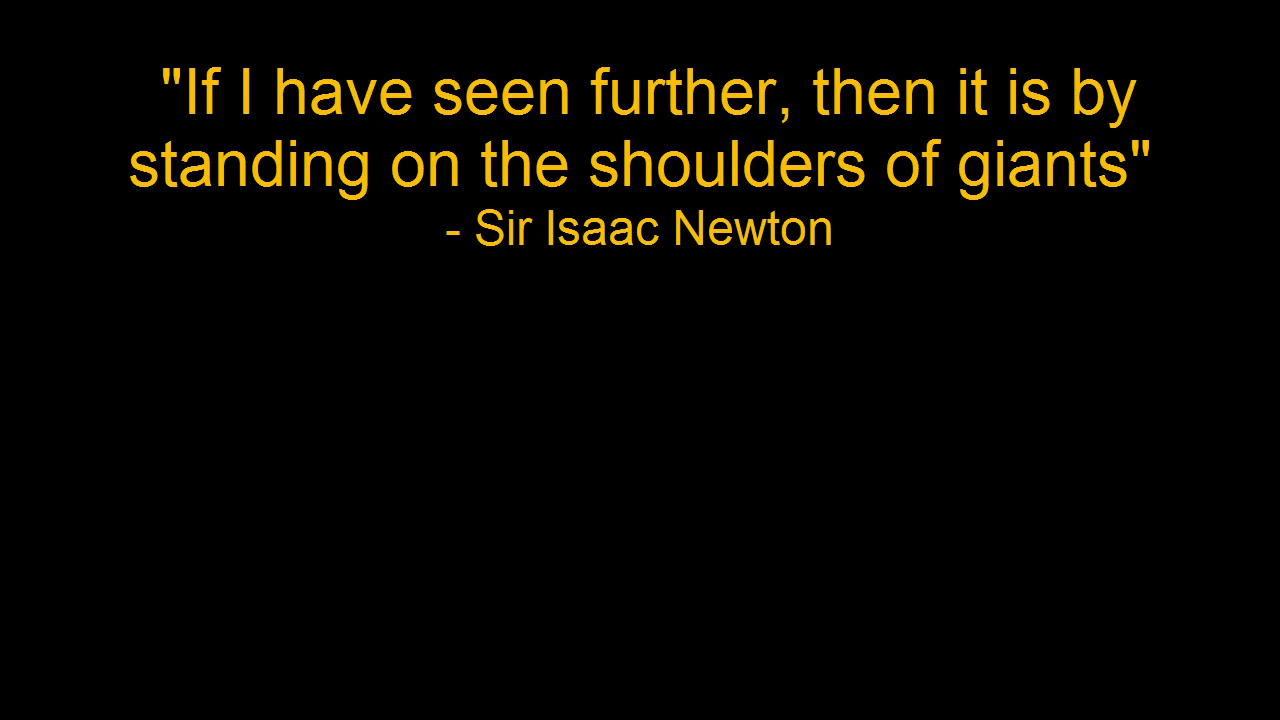 "If I have seen further, then it is by
standing on the shoulders of giants"
- Sir Isaac Newton